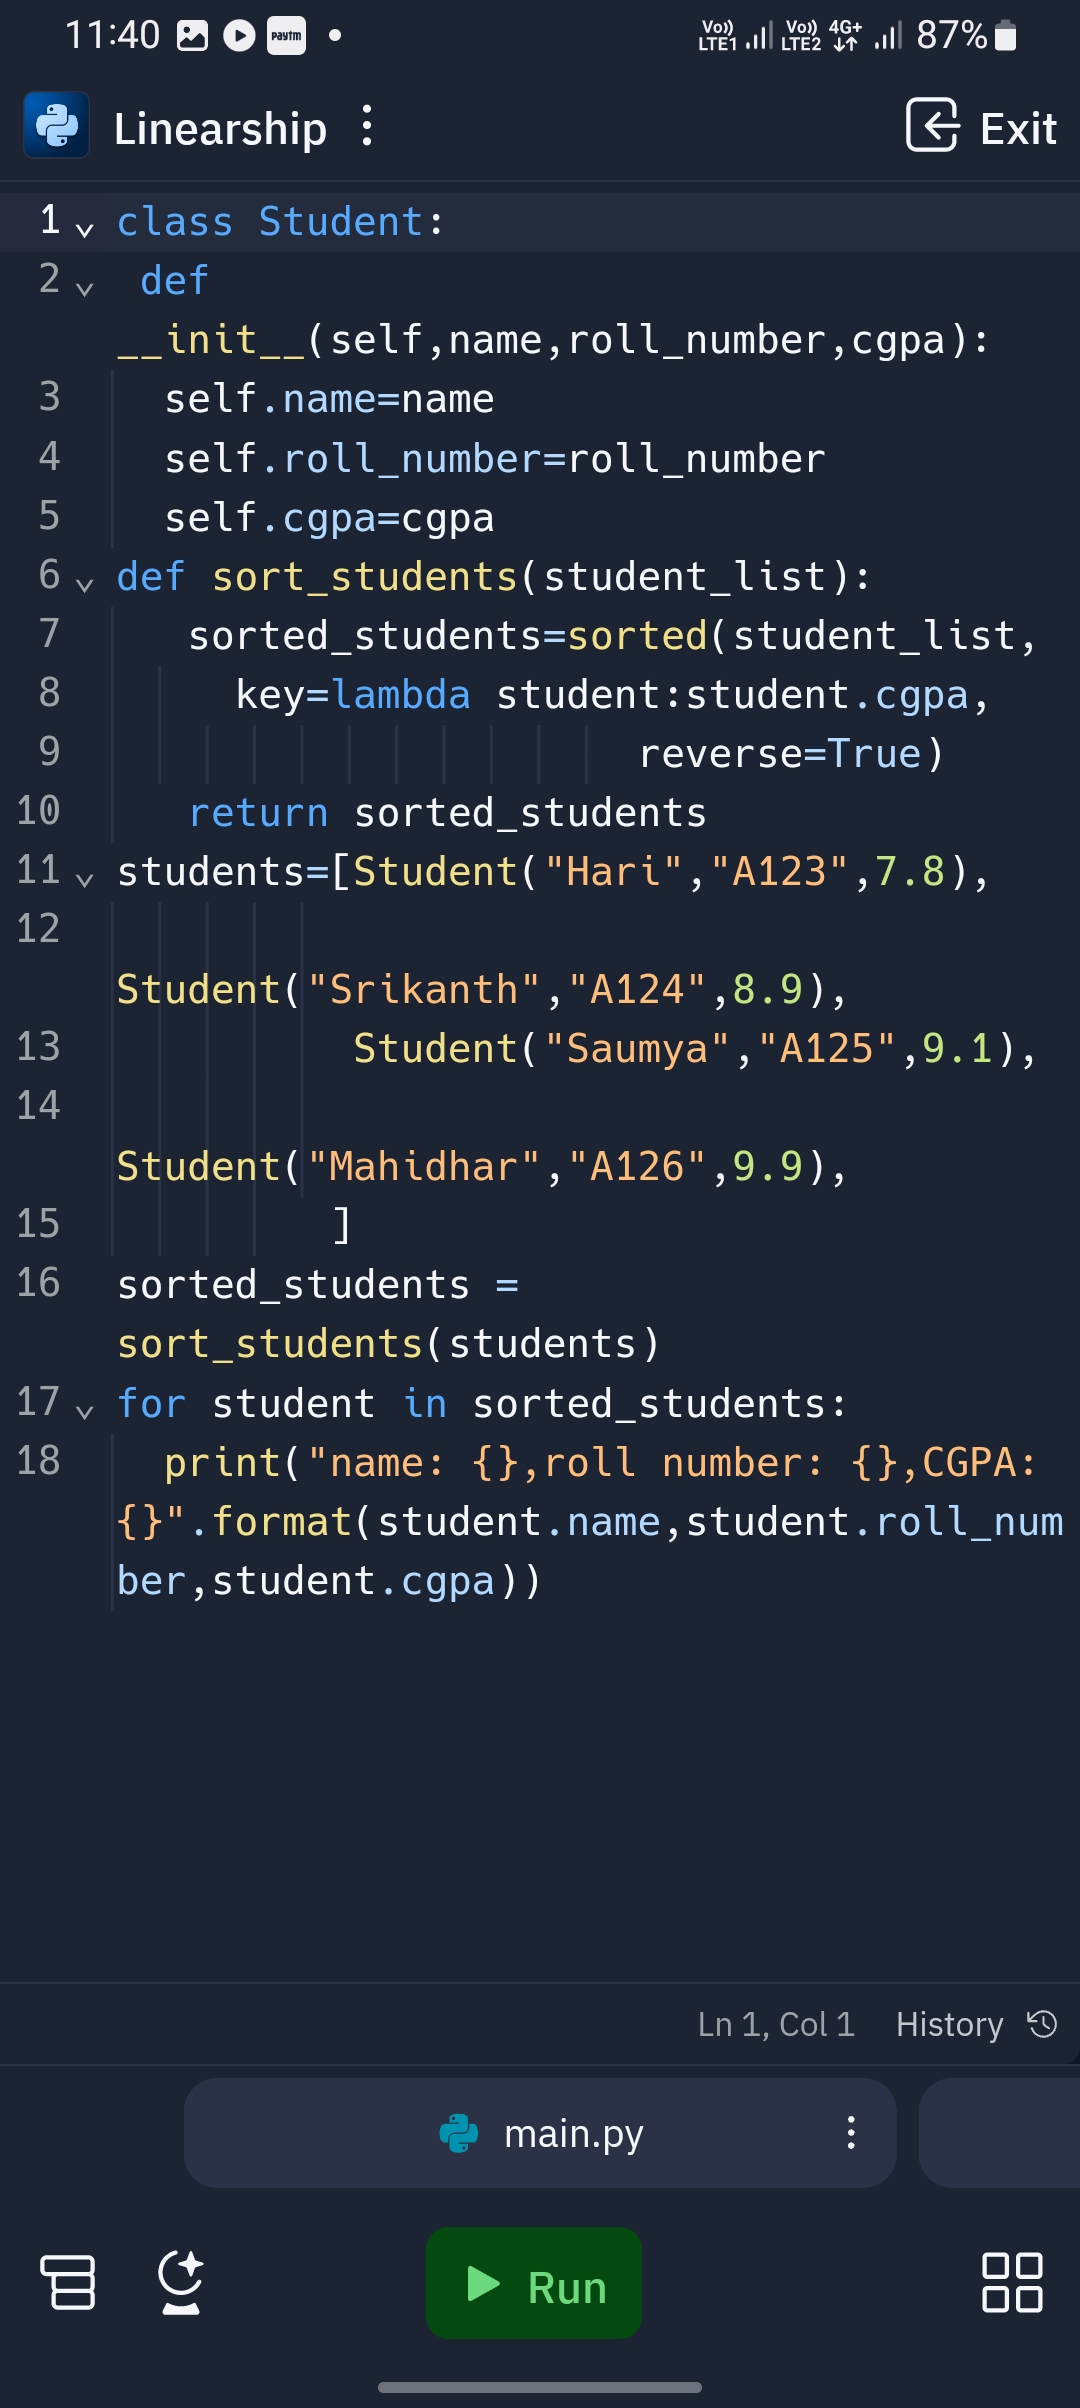 11:40 paytm Vo)) LTE1 Vo)) LTE2 4G+ 87%
Linearship Exit
1 class Student:
2 def
__init__(self,name,roll_number,cgpa):
3 self.name=name
4 self.roll_number=roll_number
5 self.cgpa=cgpa
6 def sort_students(student_list):
7 sorted_students=sorted(student_list,
8 key=lambda student:student.cgpa,
9 reverse=True)
10 return sorted_students
11 students=[Student("Hari","A123",7.8),
12
Student("Srikanth","A124",8.9),
13 Student("Saumya","A125",9.1),
14
Student("Mahidhar","A126",9.9),
15 ]
16 sorted_students =
sort_students(students)
17 for student in sorted_students:
18 print("name: {},roll number: {},CGPA:
{}".format(student.name,student.roll_num
ber,student.cgpa))
Ln 1, Col 1 History
main.py
Run